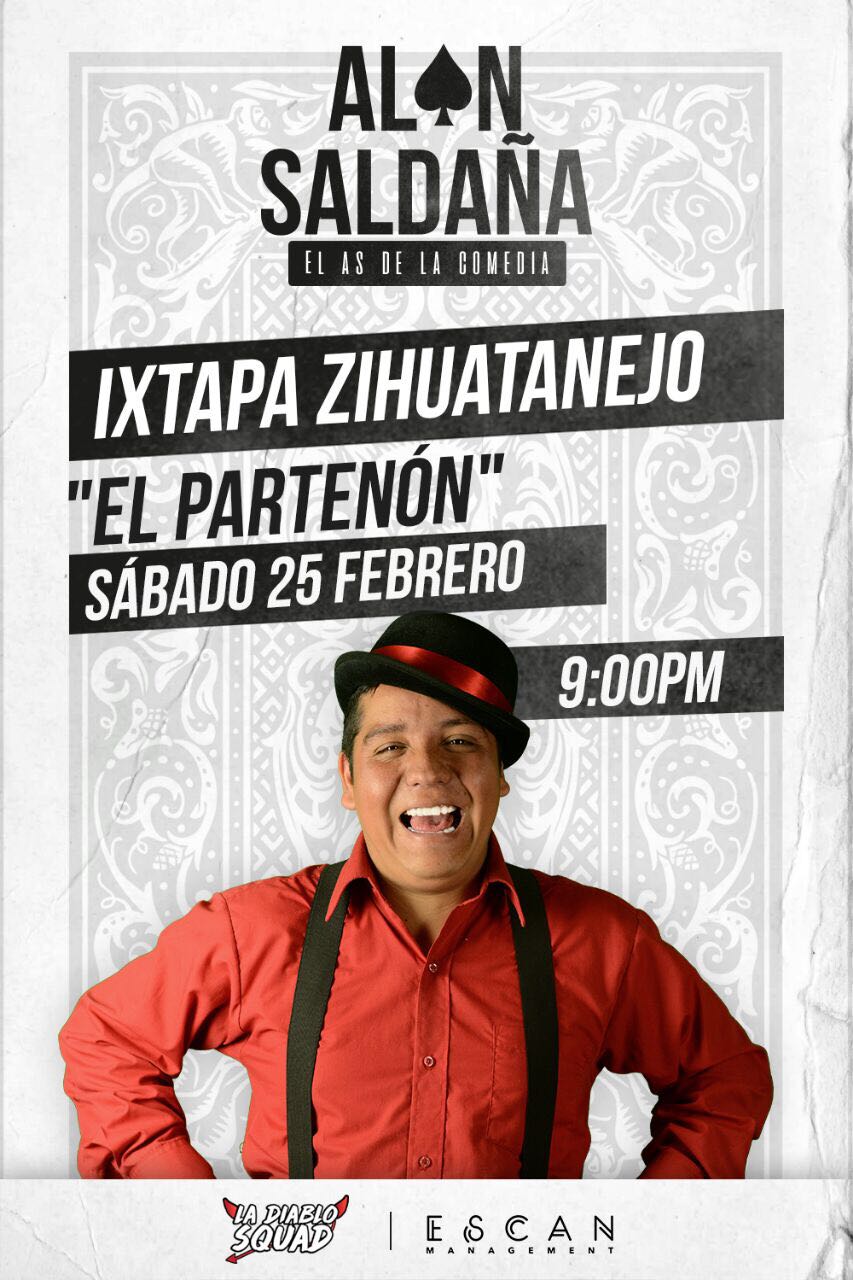 AL♠N
SALDAÑA
EL AS DE LA COMEDIA
IXTAPA ZIHUATANEJO
"EL PARTENÓN"
SÁBADO 25 FEBRERO
9:00PM
LA DIABLO
SQUAD
ESCAN
MANAGEMENT